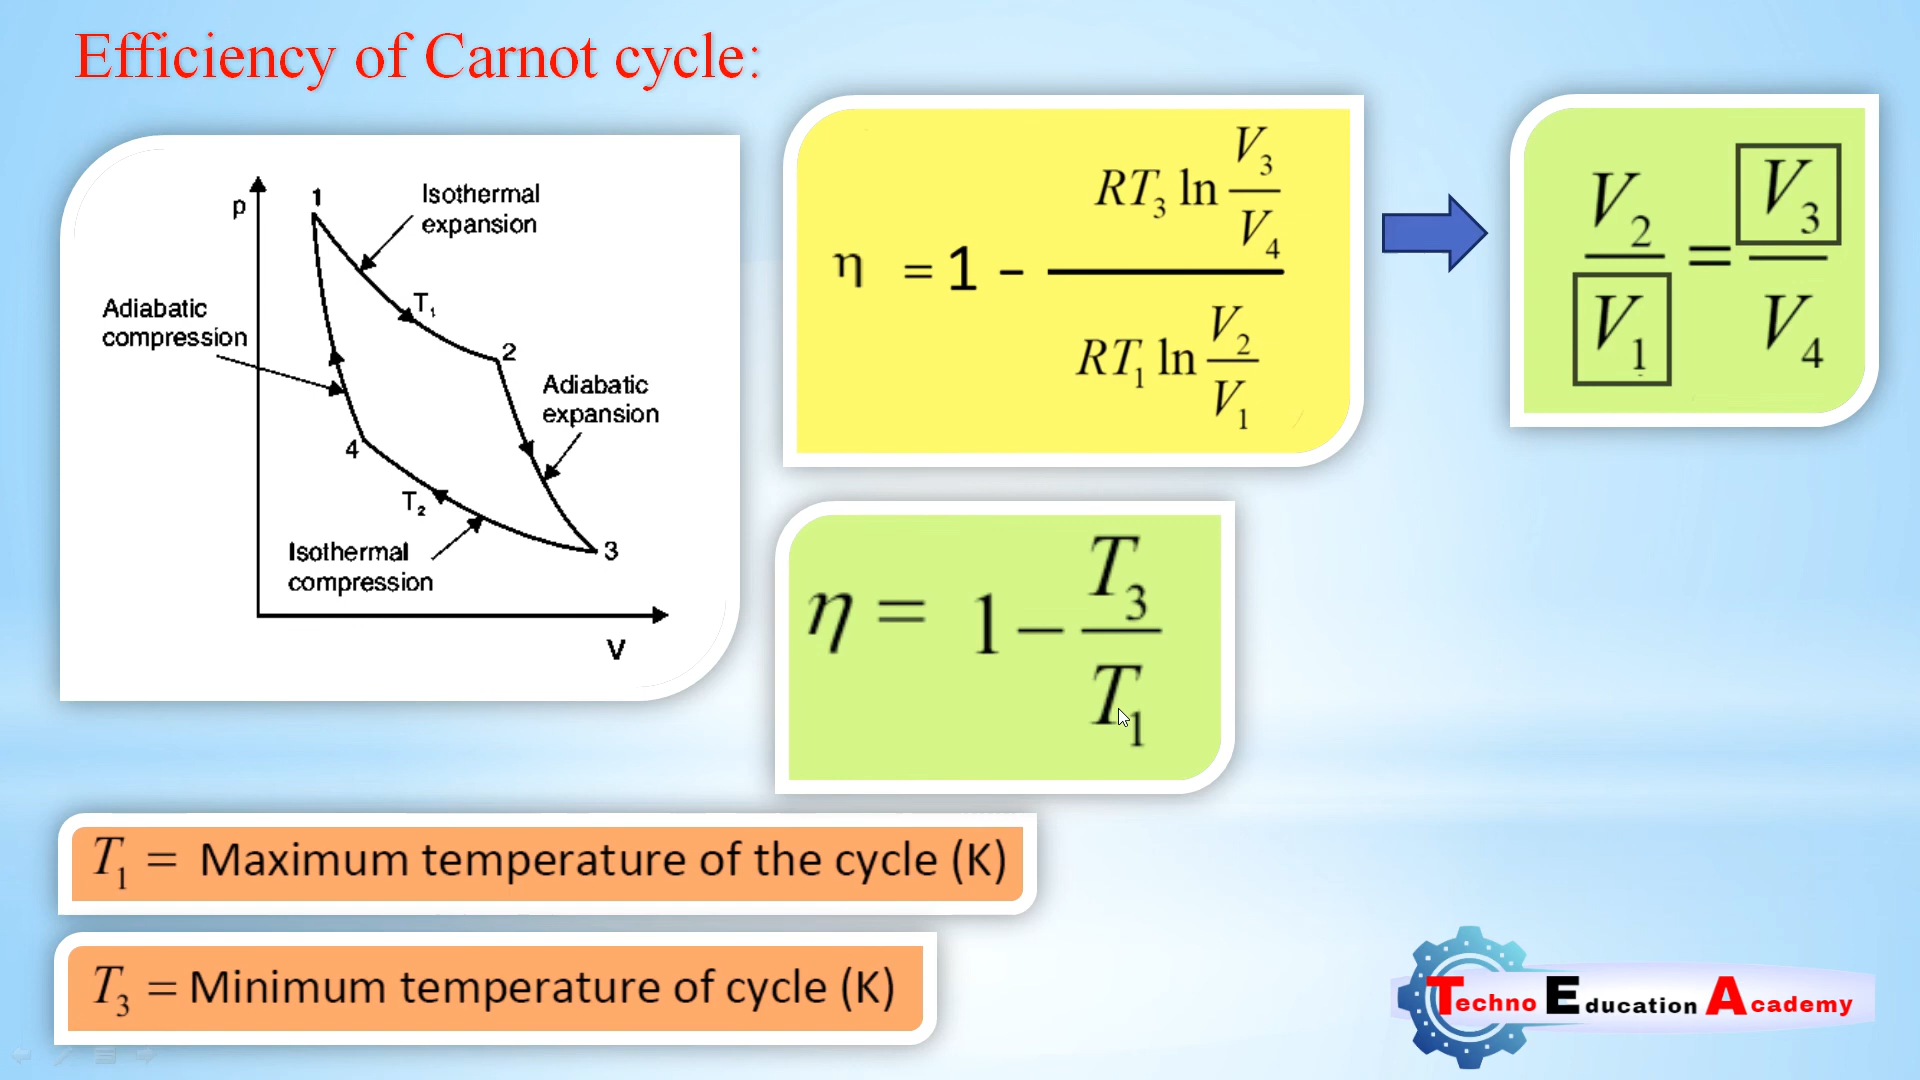 Efficiency of Carnot cycle:
p
1
Isothermal
expansion
Adiabatic
compression
T₁
2
Adiabatic
expansion
4
T₂
3
Isothermal
compression
V
η = 1 − (RT₃ ln V₃/V₄) / (RT₁ ln V₂/V₁)
V₂/V₁ = V₃/V₄
η = 1 − T₃/T₁
T₁ = Maximum temperature of the cycle (K)
T₃ = Minimum temperature of cycle (K)
Techno Education Academy